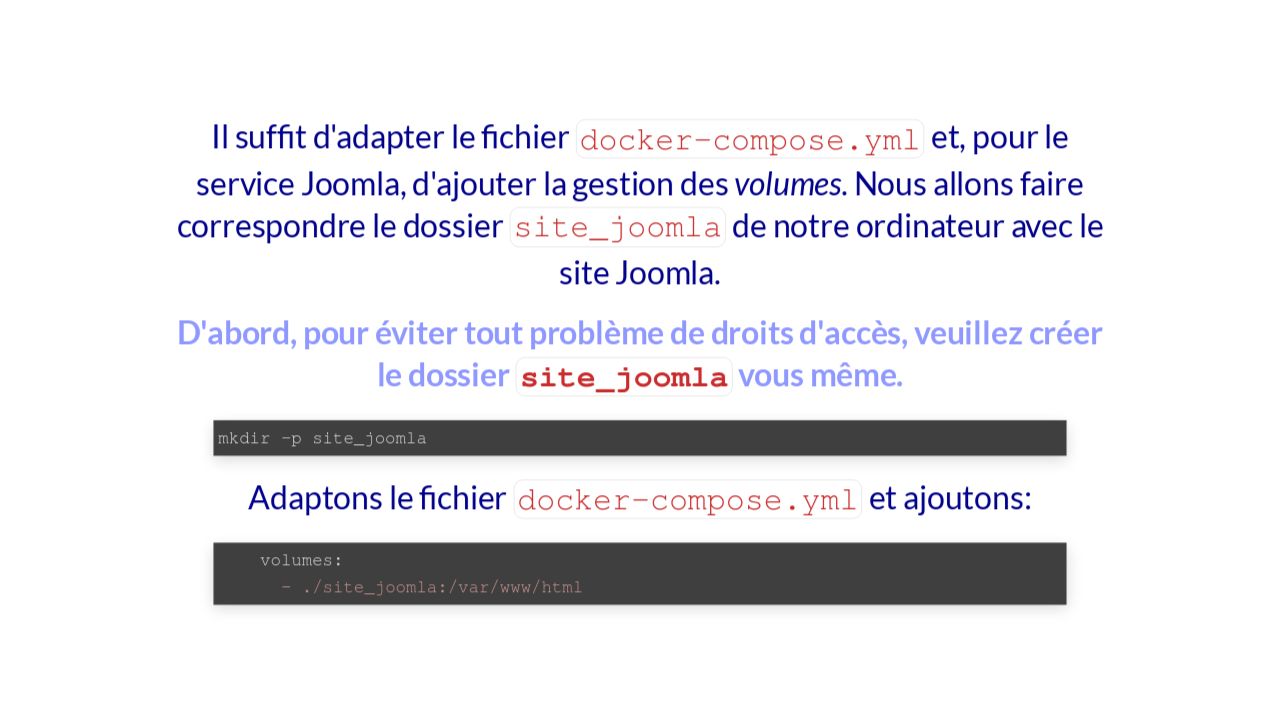 Il suffit d'adapter le fichier docker-compose.yml et, pour le
service Joomla, d'ajouter la gestion des volumes. Nous allons faire
correspondre le dossier site_joomla de notre ordinateur avec le
site Joomla.
D'abord, pour éviter tout problème de droits d'accès, veuillez créer
le dossier site_joomla vous même.
mkdir -p site_joomla
Adaptons le fichier docker-compose.yml et ajoutons:
volumes:
- ./site_joomla:/var/www/html